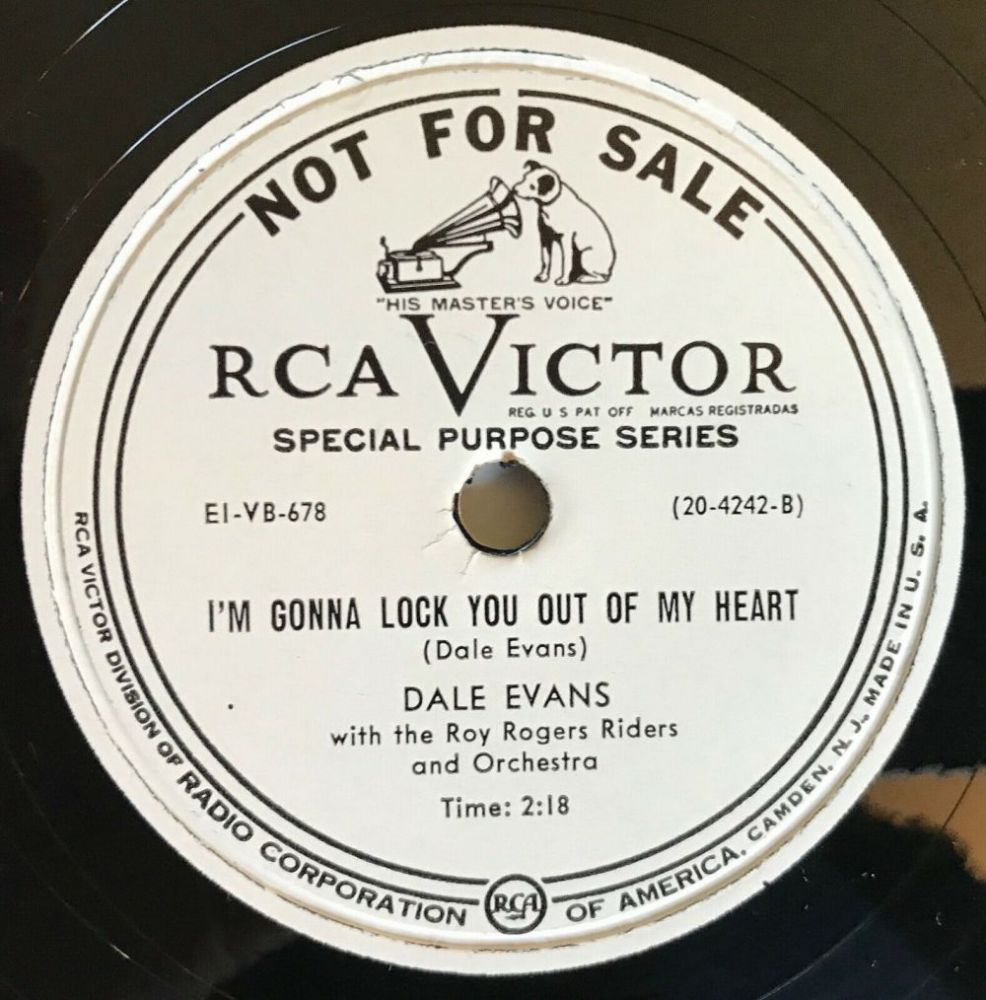 NOT FOR SALE
"HIS MASTER'S VOICE"
RCA VICTOR
REG. U S PAT OFF MARCAS REGISTRADAS
SPECIAL PURPOSE SERIES
E1-VB-678 (20-4242-B)
I'M GONNA LOCK YOU OUT OF MY HEART
(Dale Evans)
DALE EVANS
with the Roy Rogers Riders
and Orchestra
Time: 2:18
RCA VICTOR DIVISION OF RADIO CORPORATION RCA OF AMERICA, CAMDEN, N. J., MADE IN U. S. A.